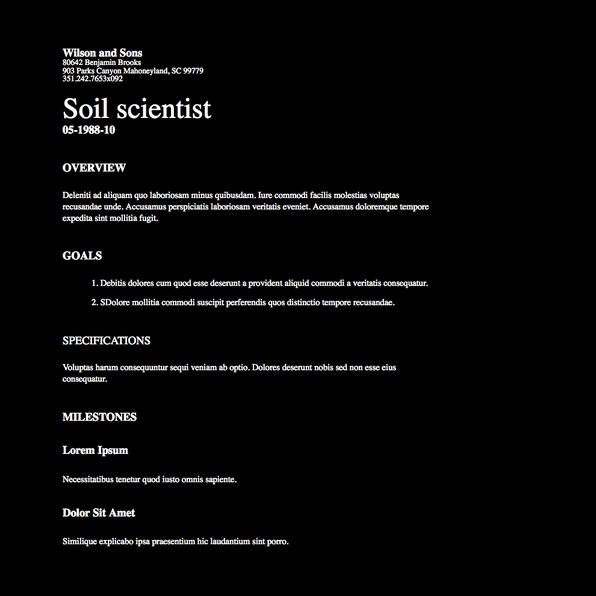 Wilson and Sons
80642 Benjamin Brooks
903 Parks Canyon Mahoneyland, SC 99779
351.242.7653x092
Soil scientist
05-1988-10
OVERVIEW
Deleniti ad aliquam quo laboriosam minus quibusdam. Iure commodi facilis molestias voluptas
recusandae unde. Accusamus perspiciatis laboriosam veritatis eveniet. Accusamus doloremque tempore
expedita sint mollitia fugit.
GOALS
1. Debitis dolores cum quod esse deserunt a provident aliquid commodi a veritatis consequatur.
2. SDolore mollitia commodi suscipit perferendis quos distinctio tempore recusandae.
SPECIFICATIONS
Voluptas harum consequuntur sequi veniam ab optio. Dolores deserunt nobis sed non esse eius
consequatur.
MILESTONES
Lorem Ipsum
Necessitatibus tenetur quod iusto omnis sapiente.
Dolor Sit Amet
Similique explicabo ipsa praesentium hic laudantium sint porro.